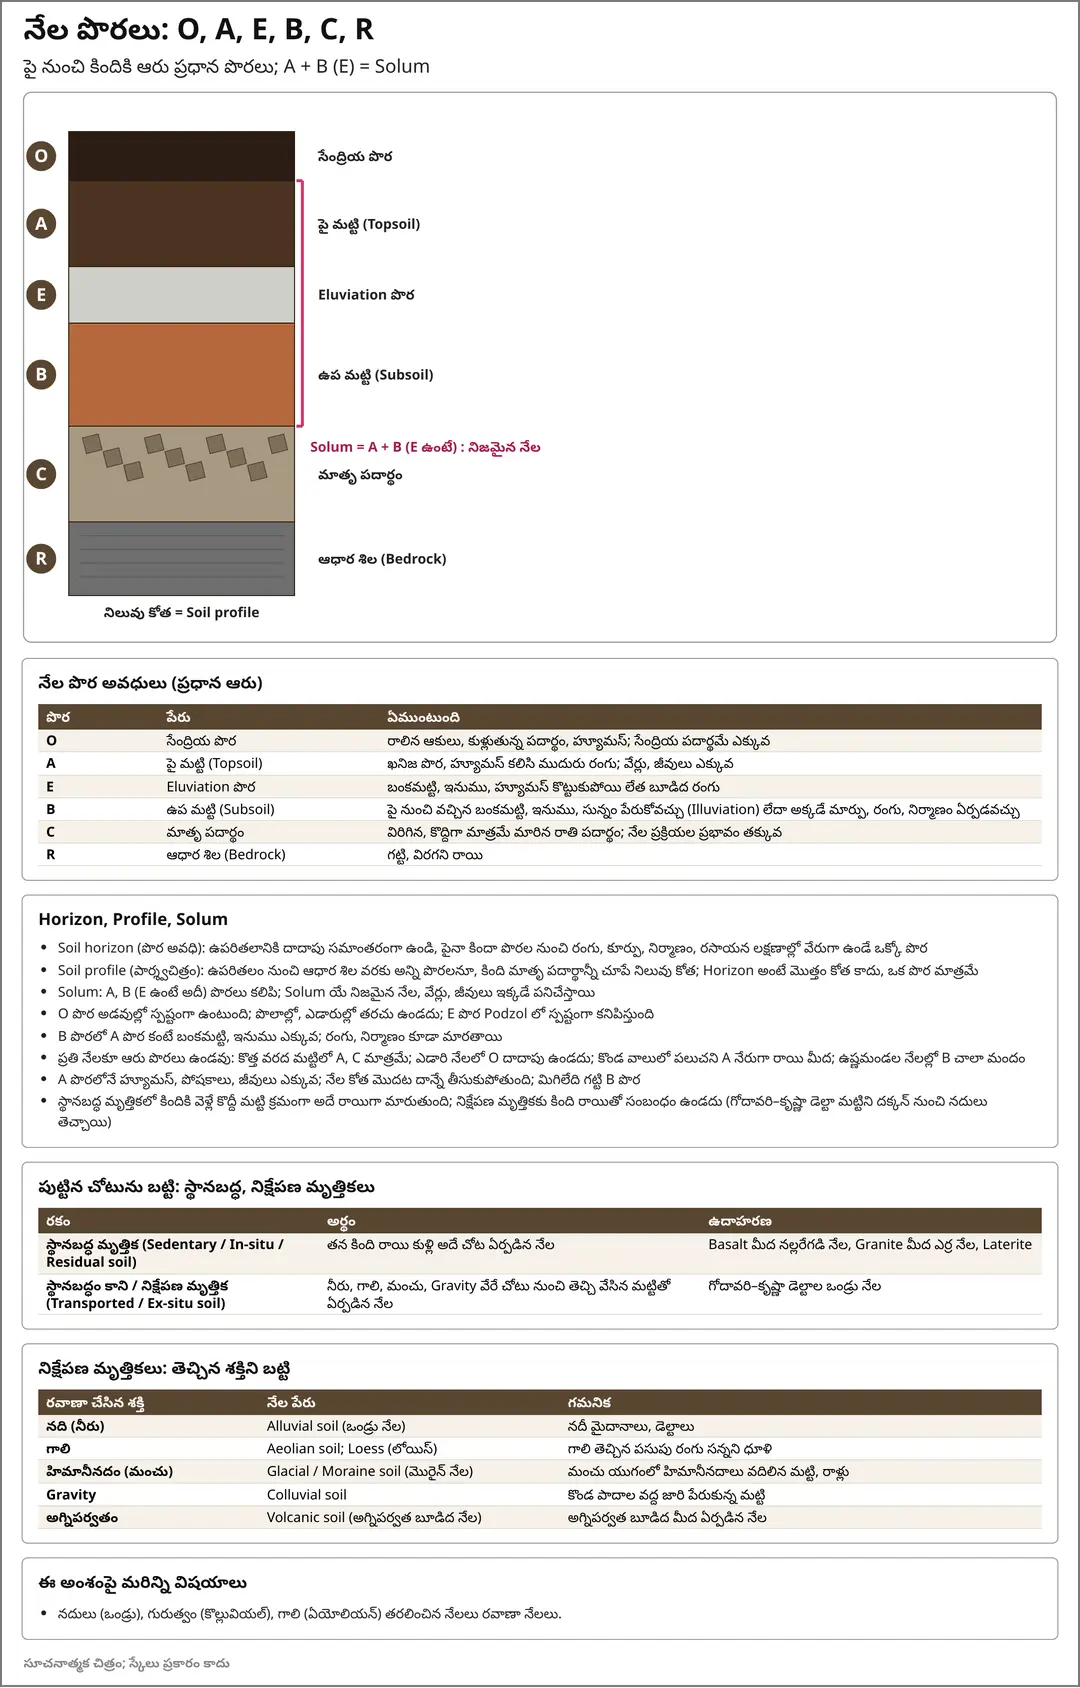 నేల పొరలు: O, A, E, B, C, R
పై నుంచి కిందికి ఆరు ప్రధాన పొరలు; A + B (E) = Solum
O
సేంద్రియ పొర
A
పై మట్టి (Topsoil)
E
Eluviation పొర
B
ఉప మట్టి (Subsoil)
Solum = A + B (E ఉంటే) : నిజమైన నేల
C
మాతృ పదార్థం
R
ఆధార శిల (Bedrock)
నిలువు కోత = Soil profile
నేల పొర అవధులు (ప్రధాన ఆరు)
పొర పేరు ఏముంటుంది
O సేంద్రియ పొర రాలిన ఆకులు, కుళ్లుతున్న పదార్థం, హ్యూమస్; సేంద్రియ పదార్థమే ఎక్కువ
A పై మట్టి (Topsoil) ఖనిజ పొర, హ్యూమస్ కలిసి ముదురు రంగు; వేర్లు, జీవులు ఎక్కువ
E Eluviation పొర బంకమట్టి, ఇనుము, హ్యూమస్ కొట్టుకుపోయి లేత బూడిద రంగు
B ఉప మట్టి (Subsoil) పై నుంచి వచ్చిన బంకమట్టి, ఇనుము, సున్నం పేరుకోవచ్చు (Illuviation) లేదా అక్కడే మార్పు, రంగు, నిర్మాణం ఏర్పడవచ్చు
C మాతృ పదార్థం విరిగిన, కొద్దిగా మాత్రమే మారిన రాతి పదార్థం; నేల ప్రక్రియల ప్రభావం తక్కువ
R ఆధార శిల (Bedrock) గట్టి, విరగని రాయి
Horizon, Profile, Solum
• Soil horizon (పొర అవధి): ఉపరితలానికి దాదాపు సమాంతరంగా ఉండి, పైనా కిందా పొరల నుంచి రంగు, కూర్పు, నిర్మాణం, రసాయన లక్షణాల్లో వేరుగా ఉండే ఒక్కో పొర
• Soil profile (పార్శ్వచిత్రం): ఉపరితలం నుంచి ఆధార శిల వరకు అన్ని పొరలనూ, కింది మాతృ పదార్థాన్నీ చూపే నిలువు కోత; Horizon అంటే మొత్తం కోత కాదు, ఒక పొర మాత్రమే
• Solum: A, B (E ఉంటే అదీ) పొరలు కలిపి; Solum యే నిజమైన నేల, వేర్లు, జీవులు ఇక్కడే పనిచేస్తాయి
• O పొర అడవుల్లో స్పష్టంగా ఉంటుంది; పొలాల్లో, ఎడారుల్లో తరచు ఉండదు; E పొర Podzol లో స్పష్టంగా కనిపిస్తుంది
• B పొరలో A పొర కంటే బంకమట్టి, ఇనుము ఎక్కువ; రంగు, నిర్మాణం కూడా మారతాయి
• ప్రతి నేలకూ ఆరు పొరలు ఉండవు: కొత్త వరద మట్టిలో A, C మాత్రమే; ఎడారి నేలలో O దాదాపు ఉండదు; కొండ వాలులో పలుచని A నేరుగా రాయి మీద; ఉష్ణమండల నేలల్లో B చాలా మందం
• A పొరలోనే హ్యూమస్, పోషకాలు, జీవులు ఎక్కువ; నేల కోత మొదట దాన్నే తీసుకుపోతుంది; మిగిలేది గట్టి B పొర
• స్థానబద్ధ మృత్తికలో కిందికి వెళ్లే కొద్దీ మట్టి క్రమంగా అదే రాయిగా మారుతుంది; నిక్షేపణ మృత్తికకు కింది రాయితో సంబంధం ఉండదు (గోదావరి–కృష్ణా డెల్టా మట్టిని దక్కన్ నుంచి నదులు
తెచ్చాయి)
పుట్టిన చోటును బట్టి: స్థానబద్ధ, నిక్షేపణ మృత్తికలు
రకం అర్థం ఉదాహరణ
స్థానబద్ధ మృత్తిక (Sedentary / In-situ / తన కింది రాయి కుళ్లి అదే చోట ఏర్పడిన నేల Basalt మీద నల్లరేగడి నేల, Granite మీద ఎర్ర నేల, Laterite
Residual soil)
స్థానబద్ధం కాని / నిక్షేపణ మృత్తిక నీరు, గాలి, మంచు, Gravity వేరే చోటు నుంచి తెచ్చి వేసిన మట్టితో గోదావరి–కృష్ణా డెల్టాల ఒండ్రు నేల
(Transported / Ex-situ soil) ఏర్పడిన నేల
నిక్షేపణ మృత్తికలు: తెచ్చిన శక్తిని బట్టి
రవాణా చేసిన శక్తి నేల పేరు గమనిక
నది (నీరు) Alluvial soil (ఒండ్రు నేల) నదీ మైదానాలు, డెల్టాలు
గాలి Aeolian soil; Loess (లోయిస్) గాలి తెచ్చిన పసుపు రంగు సన్నని ధూళి
హిమానీనదం (మంచు) Glacial / Moraine soil (మొరైన్ నేల) మంచు యుగంలో హిమానీనదాలు వదిలిన మట్టి, రాళ్లు
Gravity Colluvial soil కొండ పాదాల వద్ద జారి పేరుకున్న మట్టి
అగ్నిపర్వతం Volcanic soil (అగ్నిపర్వత బూడిద నేల) అగ్నిపర్వత బూడిద మీద ఏర్పడిన నేల
ఈ అంశంపై మరిన్ని విషయాలు
• నదులు (ఒండ్రు), గురుత్వం (కొల్లువియల్), గాలి (ఏయోలియన్) తరలించిన నేలలు రవాణా నేలలు.
సూచనాత్మక చిత్రం; స్కేలు ప్రకారం కాదు